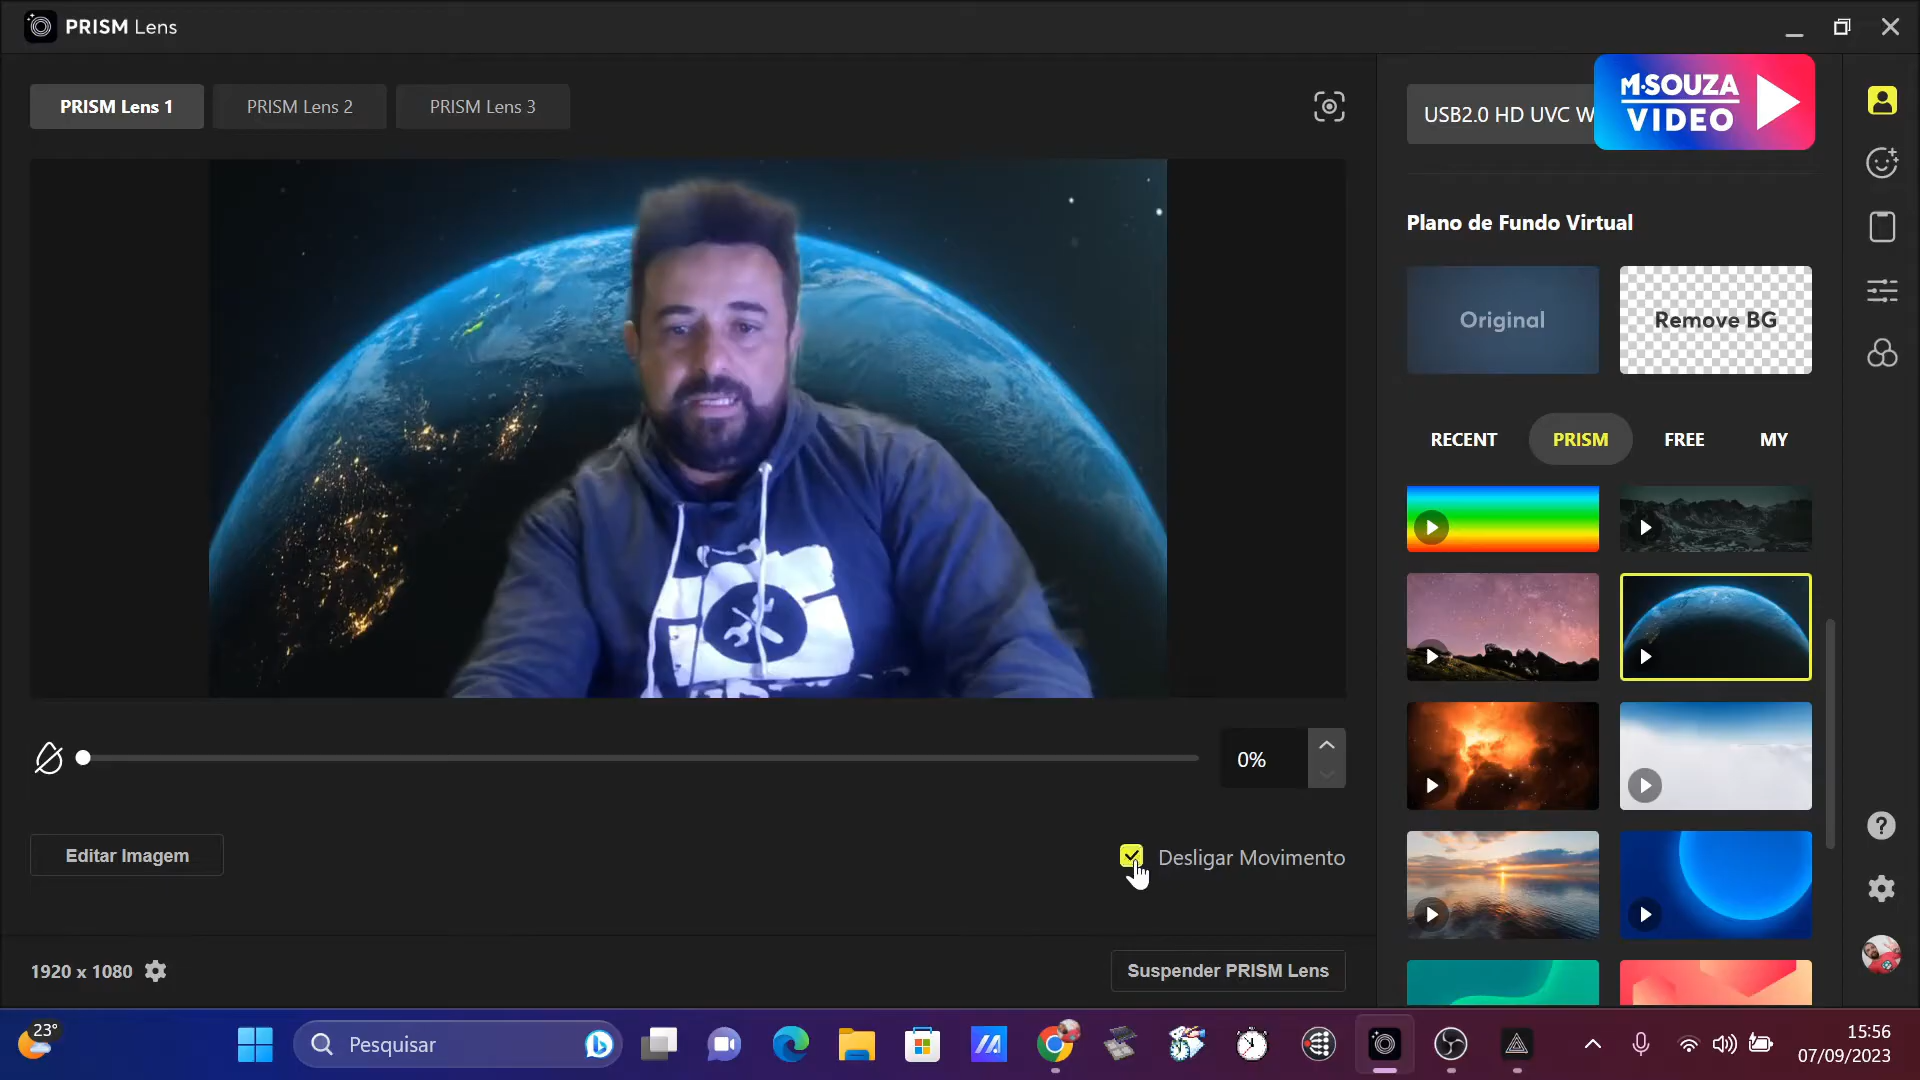 PRISM Lens
PRISM Lens 1
PRISM Lens 2
PRISM Lens 3
USB2.0 HD UVC W
M·SOUZA
VIDEO
Plano de Fundo Virtual
Original
Remove BG
RECENT
PRISM
FREE
MY
0%
Editar Imagem
Desligar Movimento
1920 x 1080
Suspender PRISM Lens
23°
Pesquisar
15:56
07/09/2023